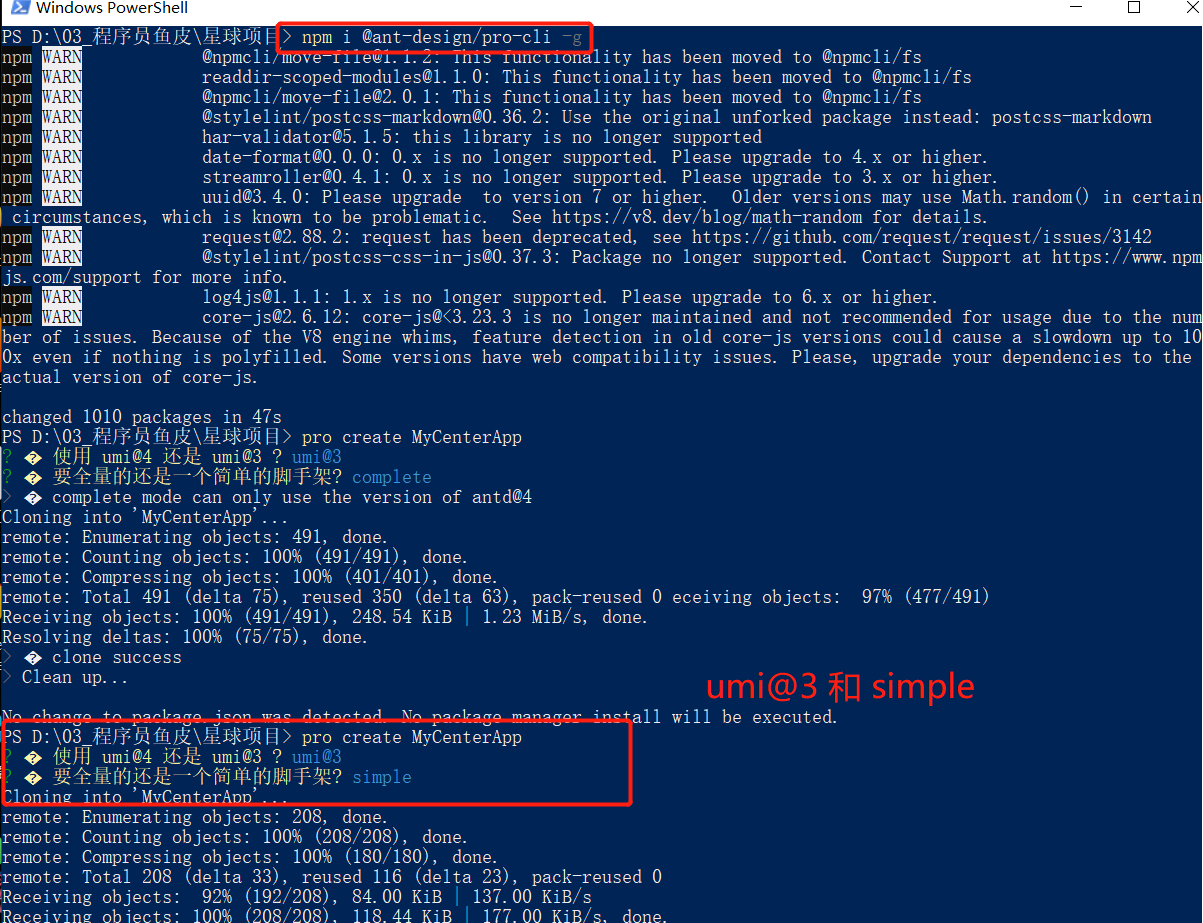 Windows PowerShell
PS D:\03_程序员鱼皮\星球项目> npm i @ant-design/pro-cli -g
npm WARN @npmcli/move-file@1.1.2: This functionality has been moved to @npmcli/fs
npm WARN readdir-scoped-modules@1.1.0: This functionality has been moved to @npmcli/fs
npm WARN @npmcli/move-file@2.0.1: This functionality has been moved to @npmcli/fs
npm WARN @stylelint/postcss-markdown@0.36.2: Use the original unforked package instead: postcss-markdown
npm WARN har-validator@5.1.5: this library is no longer supported
npm WARN date-format@0.0.0: 0.x is no longer supported. Please upgrade to 4.x or higher.
npm WARN streamroller@0.4.1: 0.x is no longer supported. Please upgrade to 3.x or higher.
npm WARN uuid@3.4.0: Please upgrade  to version 7 or higher.  Older versions may use Math.random() in certain
circumstances, which is known to be problematic.  See https://v8.dev/blog/math-random for details.
npm WARN request@2.88.2: request has been deprecated, see https://github.com/request/request/issues/3142
npm WARN @stylelint/postcss-css-in-js@0.37.3: Package no longer supported. Contact Support at https://www.npm
js.com/support for more info.
npm WARN log4js@1.1.1: 1.x is no longer supported. Please upgrade to 6.x or higher.
npm WARN core-js@2.6.12: core-js@<3.23.3 is no longer maintained and not recommended for usage due to the num
ber of issues. Because of the V8 engine whims, feature detection in old core-js versions could cause a slowdown up to 10
0x even if nothing is polyfilled. Some versions have web compatibility issues. Please, upgrade your dependencies to the
actual version of core-js.
changed 1010 packages in 47s
PS D:\03_程序员鱼皮\星球项目> pro create MyCenterApp
? � 使用 umi@4 还是 umi@3 ? umi@3
? � 要全量的还是一个简单的脚手架? complete
> � complete mode can only use the version of antd@4
Cloning into 'MyCenterApp'...
remote: Enumerating objects: 491, done.
remote: Counting objects: 100% (491/491), done.
remote: Compressing objects: 100% (401/401), done.
remote: Total 491 (delta 75), reused 350 (delta 63), pack-reused 0 eceiving objects:  97% (477/491)
Receiving objects: 100% (491/491), 248.54 KiB | 1.23 MiB/s, done.
Resolving deltas: 100% (75/75), done.
> � clone success
> Clean up...
umi@3 和 simple
No change to package.json was detected. No package manager install will be executed.
PS D:\03_程序员鱼皮\星球项目> pro create MyCenterApp
? � 使用 umi@4 还是 umi@3 ? umi@3
? � 要全量的还是一个简单的脚手架? simple
Cloning into 'MyCenterApp'...
remote: Enumerating objects: 208, done.
remote: Counting objects: 100% (208/208), done.
remote: Compressing objects: 100% (180/180), done.
remote: Total 208 (delta 33), reused 116 (delta 23), pack-reused 0
Receiving objects:  92% (192/208), 84.00 KiB | 137.00 KiB/s
Receiving objects: 100% (208/208), 118.44 KiB | 177.00 KiB/s, done.